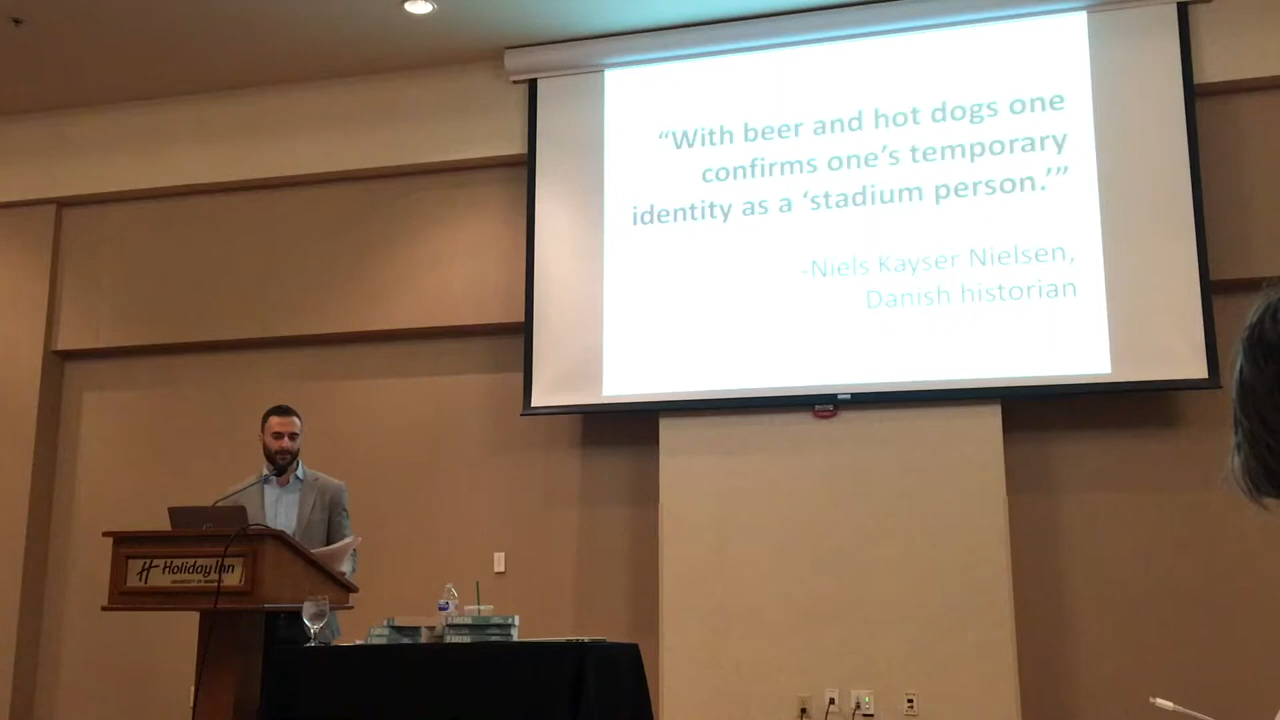 “With beer and hot dogs one
confirms one’s temporary
identity as a ‘stadium person.’”
-Niels Kayser Nielsen,
Danish historian
Holiday Inn